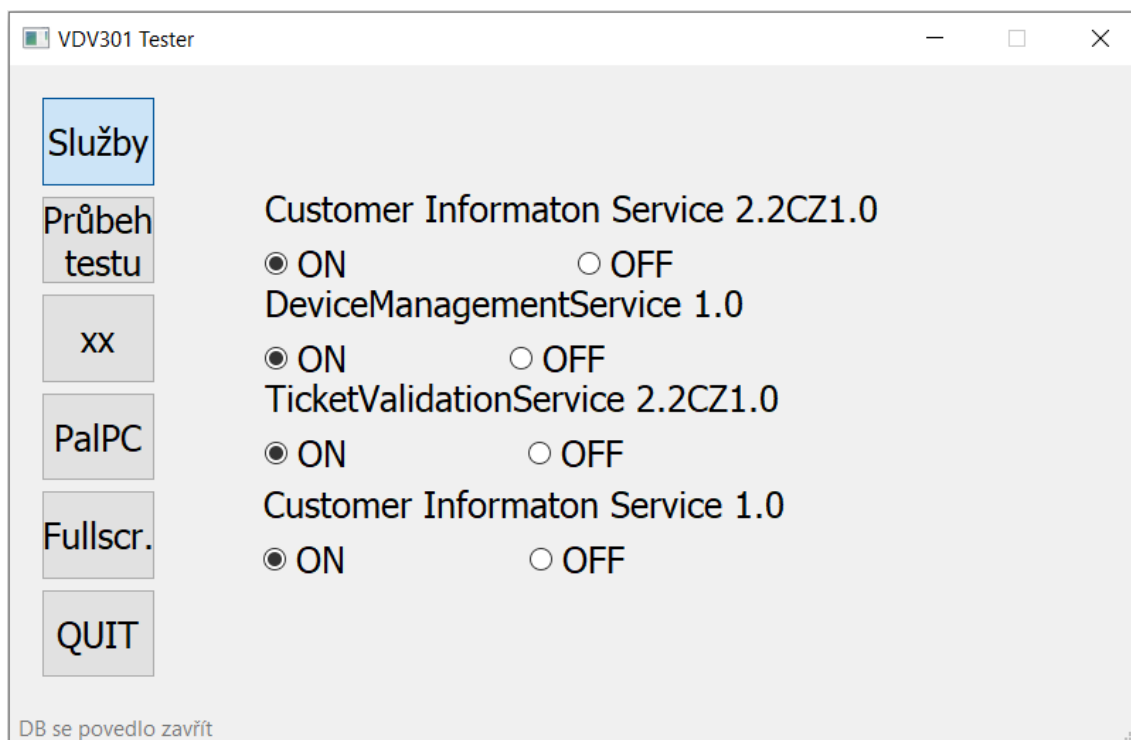 VDV301 Tester
Služby
Průbeh
testu
xx
PalPC
Fullscr.
QUIT
Customer Informaton Service 2.2CZ1.0
ON OFF
DeviceManagementService 1.0
ON OFF
TicketValidationService 2.2CZ1.0
ON OFF
Customer Informaton Service 1.0
ON OFF
DB se povedlo zavřít